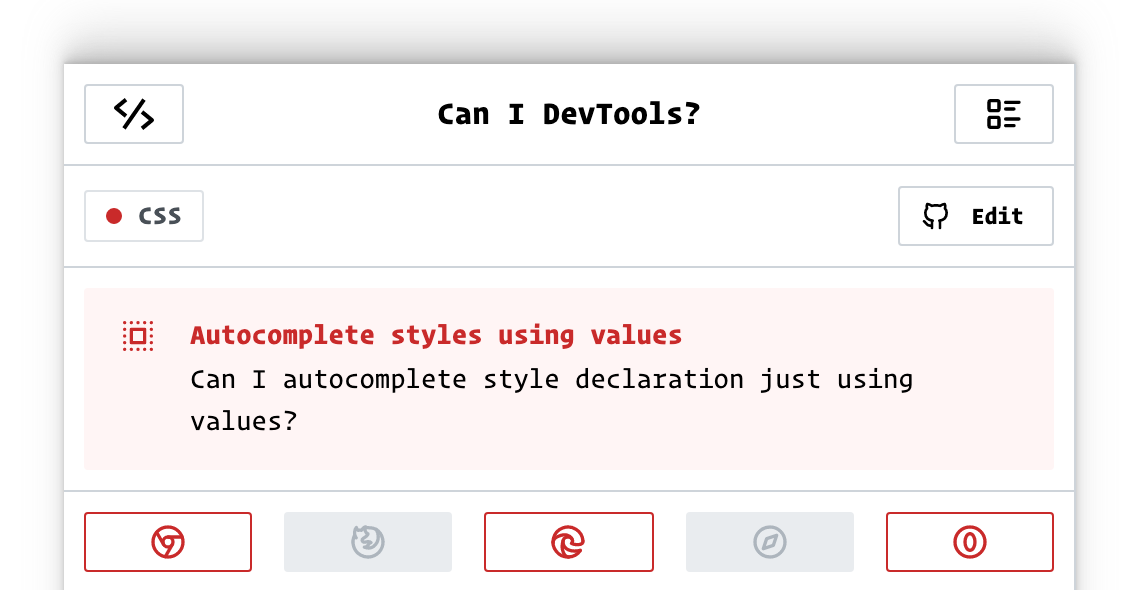 Can I DevTools?
CSS
Edit
Autocomplete styles using values
Can I autocomplete style declaration just using
values?